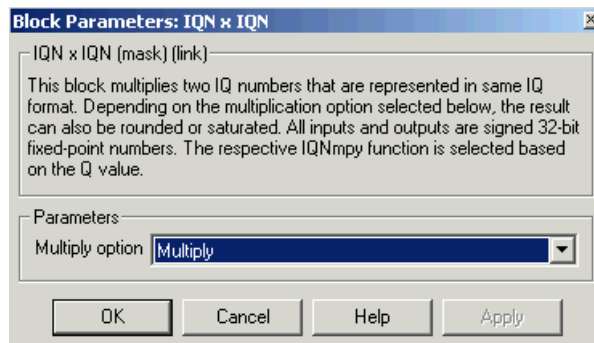 Block Parameters: IQN x IQN
IQN x IQN (mask) (link)
This block multiplies two IQ numbers that are represented in same IQ
format. Depending on the multiplication option selected below, the result
can also be rounded or saturated. All inputs and outputs are signed 32-bit
fixed-point numbers. The respective IQNmpy function is selected based
on the Q value.
Parameters
Multiply option Multiply
OK Cancel Help Apply